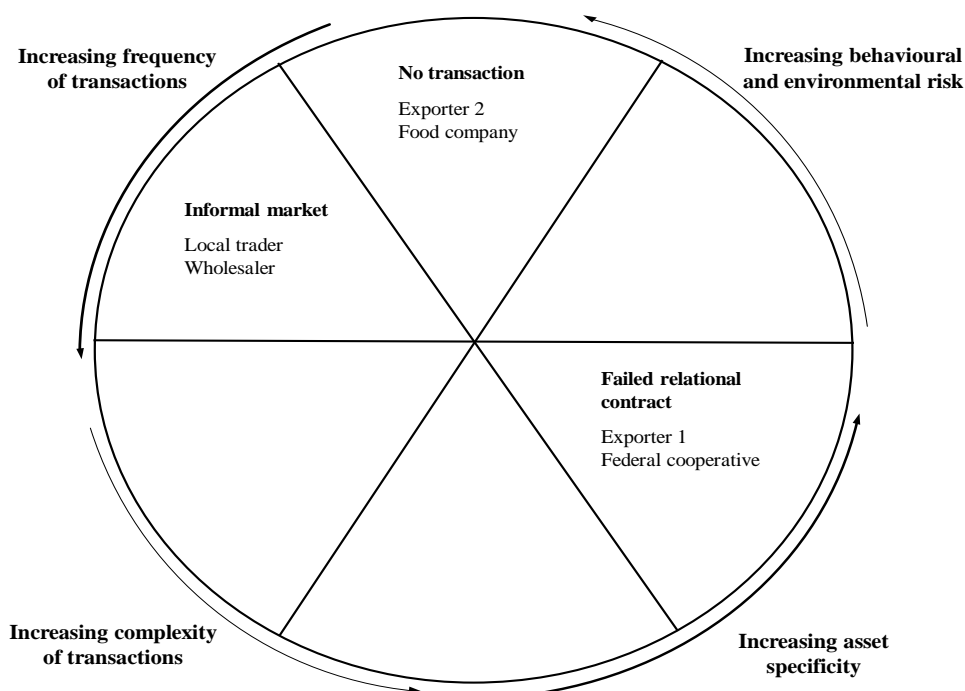 Increasing frequency
of transactions
No transaction
Exporter 2
Food company
Increasing behavioural
and environmental risk
Informal market
Local trader
Wholesaler
Failed relational
contract
Exporter 1
Federal cooperative
Increasing complexity
of transactions
Increasing asset
specificity